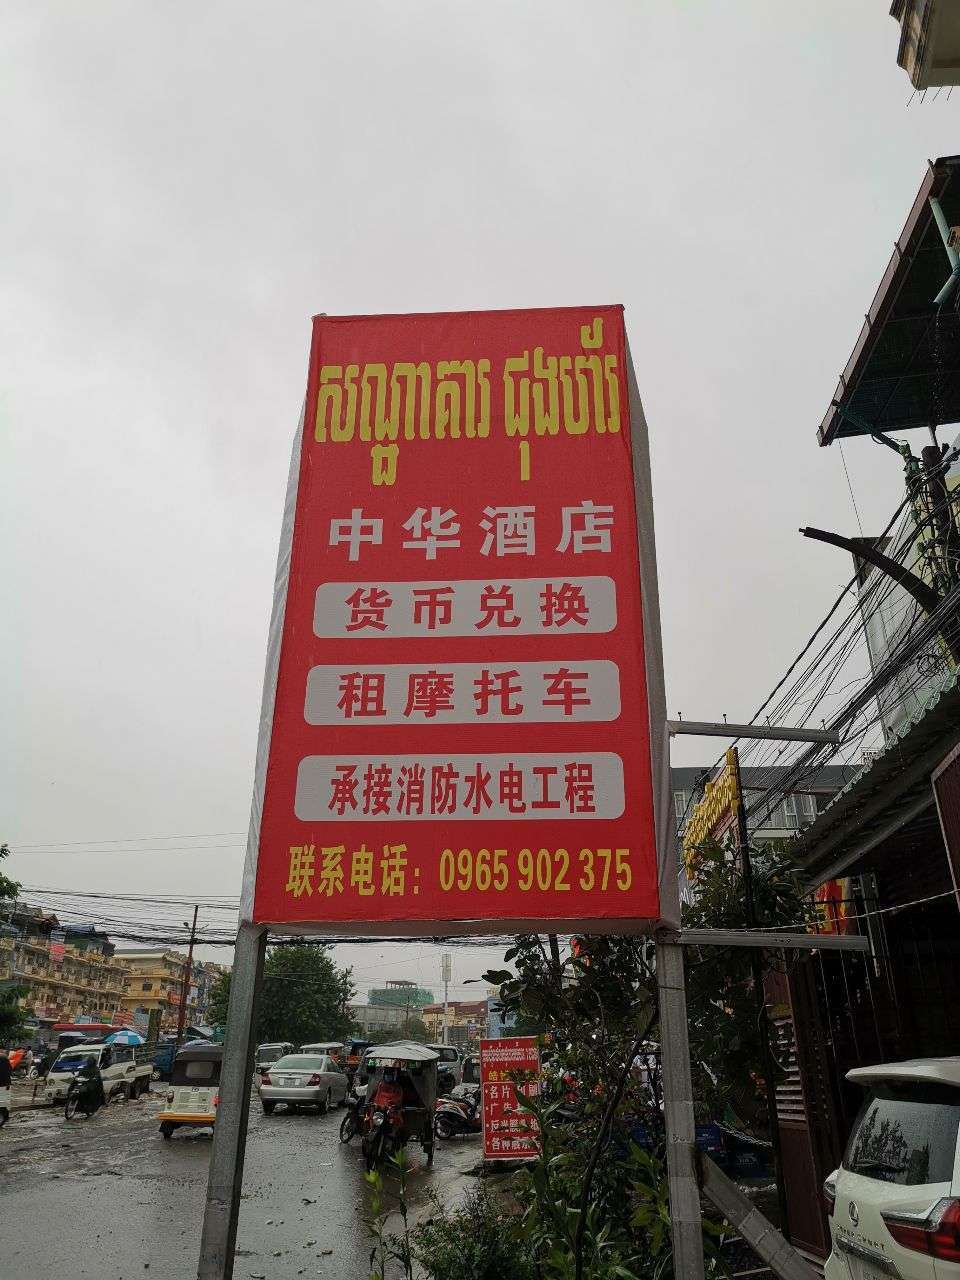 សណ្ឋាគារ ជុងហ័រ
中华酒店
货币兑换
租摩托车
承接消防水电工程
联系电话：0965 902 375